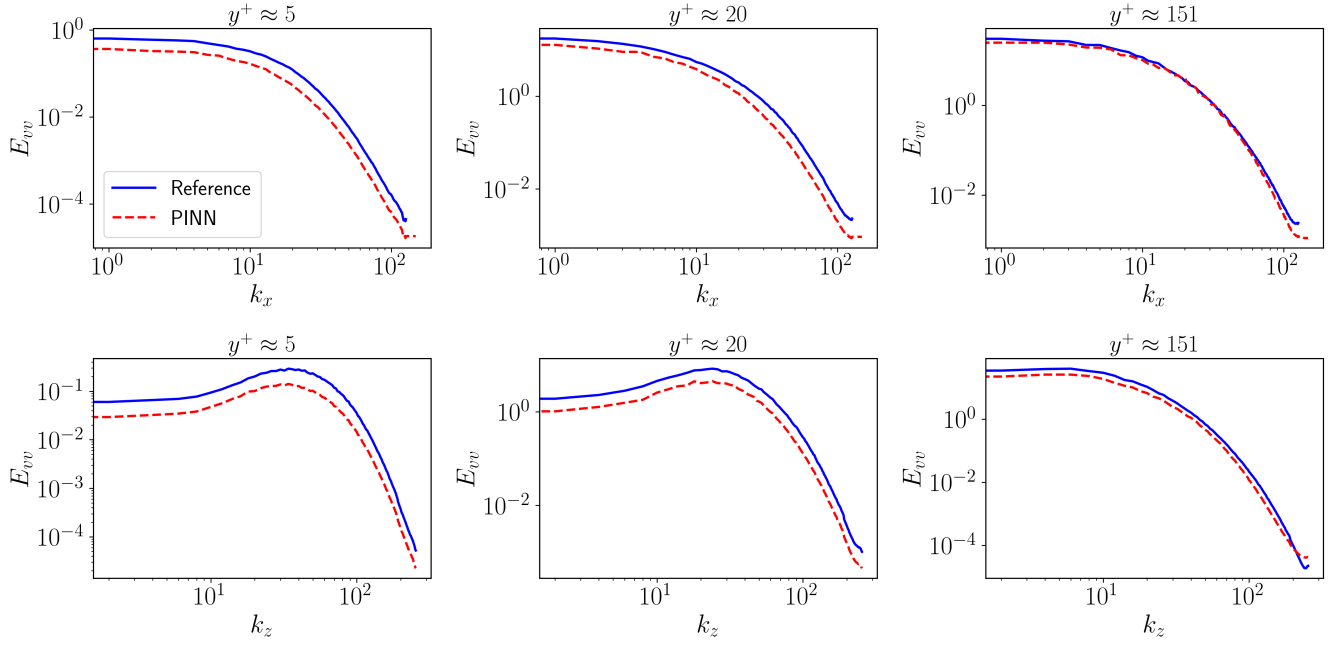 y⁺ ≈ 5
y⁺ ≈ 20
y⁺ ≈ 151
E_vv
10⁰
10⁻²
10⁻⁴
Reference
PINN
10⁰
10¹
10²
k_x
E_vv
10⁰
10⁻²
10⁰
10¹
10²
k_x
E_vv
10⁰
10⁻²
10⁰
10¹
10²
k_x
y⁺ ≈ 5
y⁺ ≈ 20
y⁺ ≈ 151
E_vv
10⁻¹
10⁻²
10⁻³
10⁻⁴
10¹
10²
k_z
E_vv
10⁰
10⁻²
10¹
10²
k_z
E_vv
10⁰
10⁻²
10⁻⁴
10¹
10²
k_z